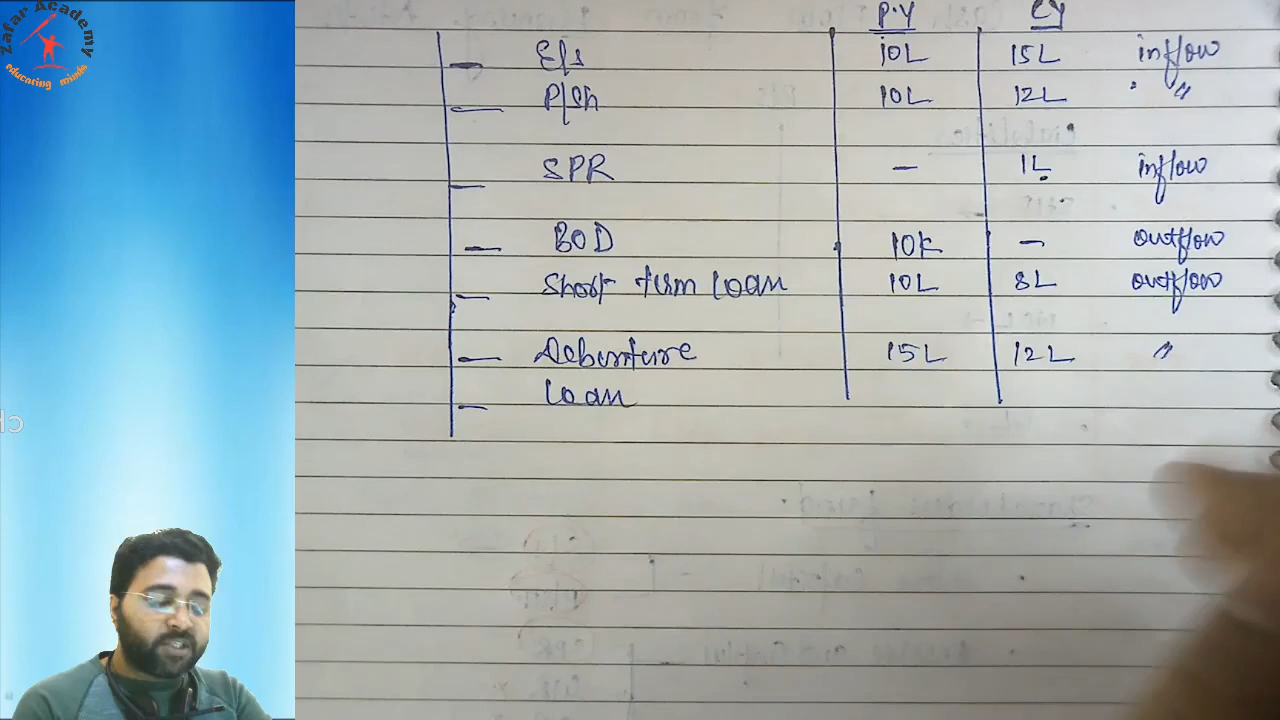 Zafar Academy
educating minds
P.Y CY
E/s 10L 15L inflow
P/Sh 10L 12L " "
SPR - 1L inflow
BOD 10K - outflow
Short term loan 10L 8L outflow
Debenture 15L 12L "
Loan